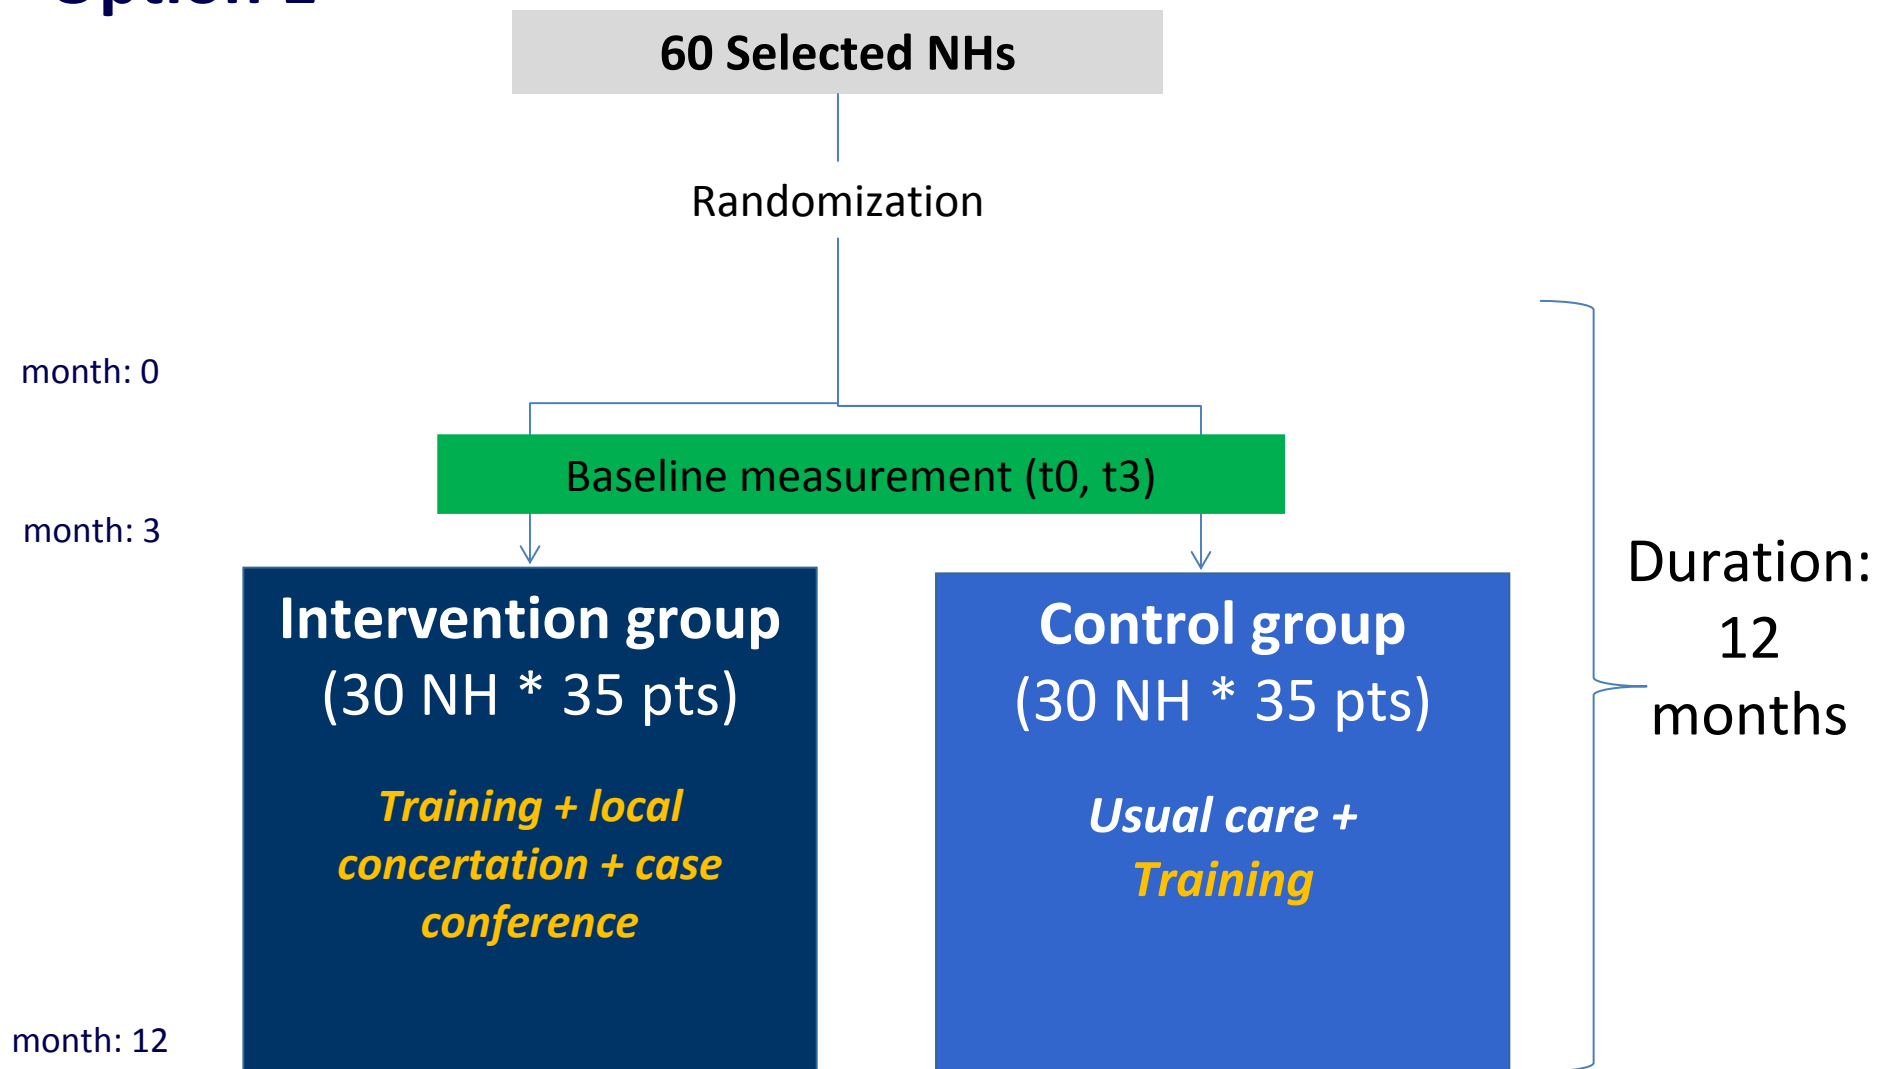 60 Selected NHs
Randomization
month: 0
Baseline measurement (t0, t3)
month: 3
Intervention group
(30 NH * 35 pts)
Training + local
concertation + case
conference
Control group
(30 NH * 35 pts)
Usual care +
Training
Duration:
12
months
month: 12